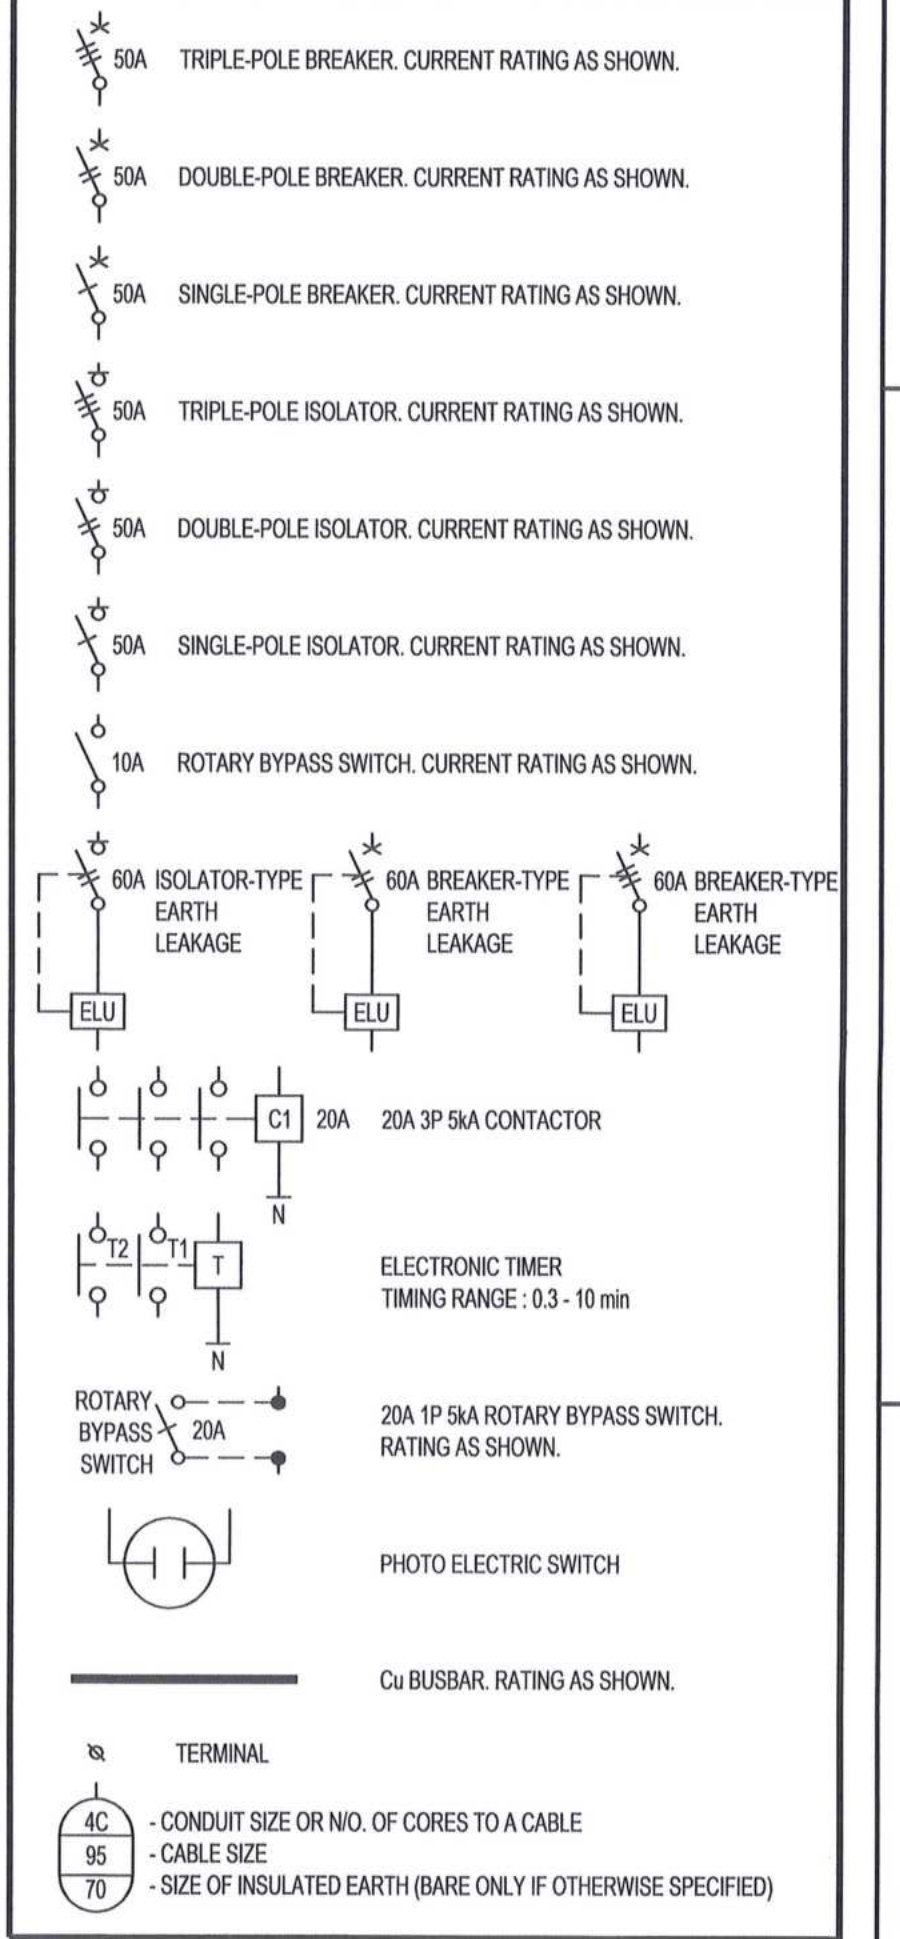 50A TRIPLE-POLE BREAKER. CURRENT RATING AS SHOWN.
50A DOUBLE-POLE BREAKER. CURRENT RATING AS SHOWN.
50A SINGLE-POLE BREAKER. CURRENT RATING AS SHOWN.
50A TRIPLE-POLE ISOLATOR. CURRENT RATING AS SHOWN.
50A DOUBLE-POLE ISOLATOR. CURRENT RATING AS SHOWN.
50A SINGLE-POLE ISOLATOR. CURRENT RATING AS SHOWN.
10A ROTARY BYPASS SWITCH. CURRENT RATING AS SHOWN.
60A ISOLATOR-TYPE
EARTH
LEAKAGE
ELU
60A BREAKER-TYPE
EARTH
LEAKAGE
ELU
60A BREAKER-TYPE
EARTH
LEAKAGE
ELU
C1 20A 20A 3P 5kA CONTACTOR
N
T2 T1 T
ELECTRONIC TIMER
TIMING RANGE : 0.3 - 10 min
N
ROTARY
BYPASS 20A
SWITCH
20A 1P 5kA ROTARY BYPASS SWITCH.
RATING AS SHOWN.
PHOTO ELECTRIC SWITCH
Cu BUSBAR. RATING AS SHOWN.
TERMINAL
4C - CONDUIT SIZE OR N/O. OF CORES TO A CABLE
95 - CABLE SIZE
70 - SIZE OF INSULATED EARTH (BARE ONLY IF OTHERWISE SPECIFIED)